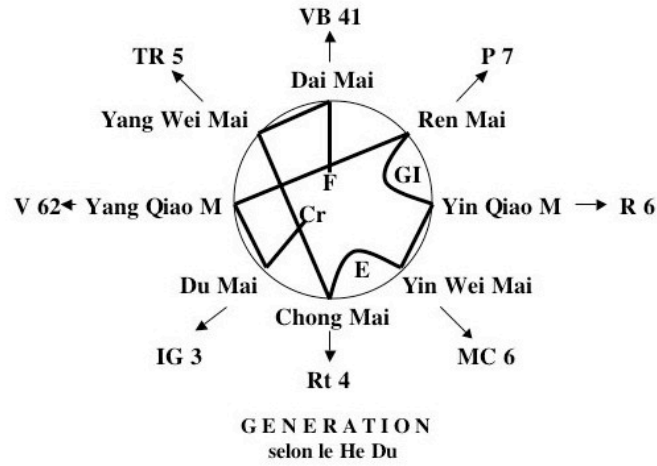 VB 41
TR 5
P 7
Dai Mai
Yang Wei Mai
Ren Mai
GI
F
V 62
Yang Qiao M
Yin Qiao M
R 6
Cr
Du Mai
E
Yin Wei Mai
Chong Mai
IG 3
MC 6
Rt 4
GENERATION
selon le He Du